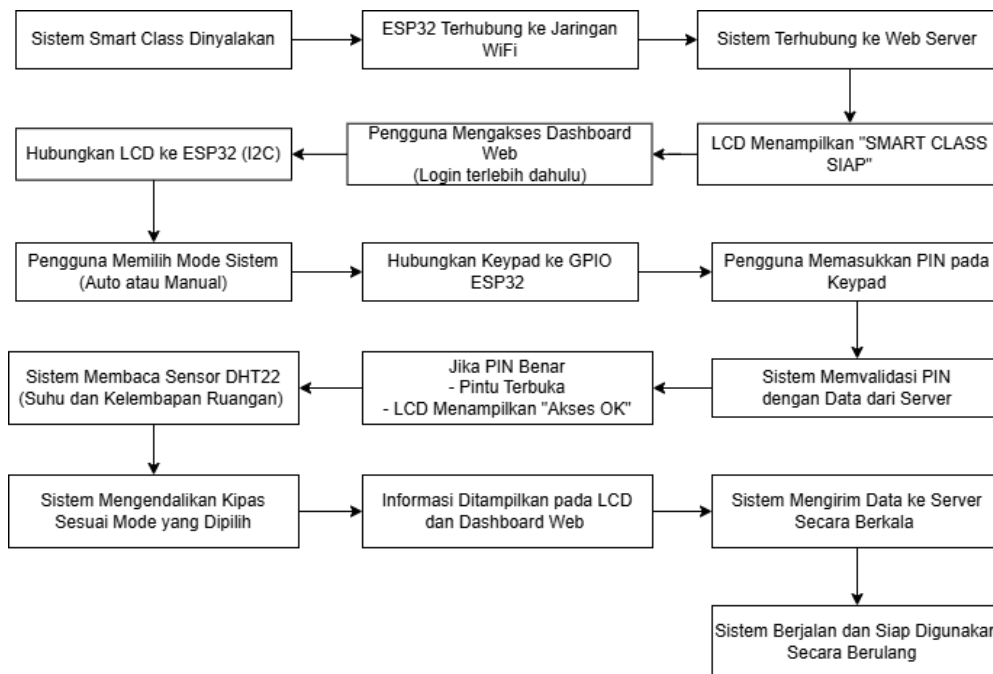 Sistem Smart Class Dinyalakan
ESP32 Terhubung ke Jaringan
WiFi
Sistem Terhubung ke Web Server
LCD Menampilkan "SMART CLASS
SIAP"
Pengguna Mengakses Dashboard
Web
(Login terlebih dahulu)
Hubungkan LCD ke ESP32 (I2C)
Pengguna Memilih Mode Sistem
(Auto atau Manual)
Hubungkan Keypad ke GPIO
ESP32
Pengguna Memasukkan PIN pada
Keypad
Sistem Memvalidasi PIN
dengan Data dari Server
Jika PIN Benar
- Pintu Terbuka
- LCD Menampilkan "Akses OK"
Sistem Membaca Sensor DHT22
(Suhu dan Kelembapan Ruangan)
Sistem Mengendalikan Kipas
Sesuai Mode yang Dipilih
Informasi Ditampilkan pada LCD
dan Dashboard Web
Sistem Mengirim Data ke Server
Secara Berkala
Sistem Berjalan dan Siap Digunakan
Secara Berulang